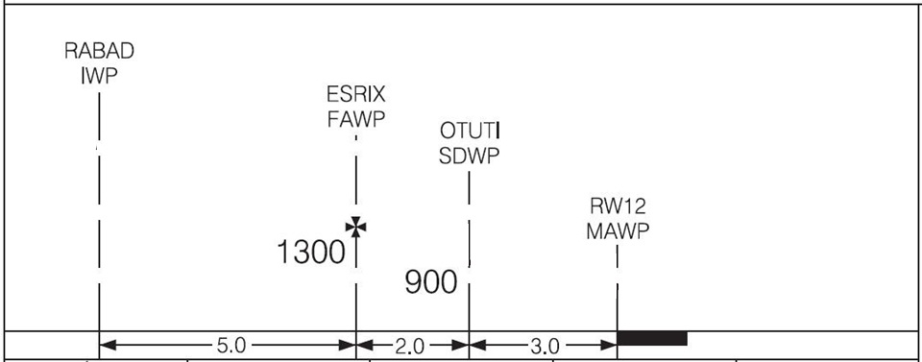 RABAD
IWP
ESRIX
FAWP
OTUTI
SDWP
RW12
MAWP
1300
900
5.0
2.0
3.0